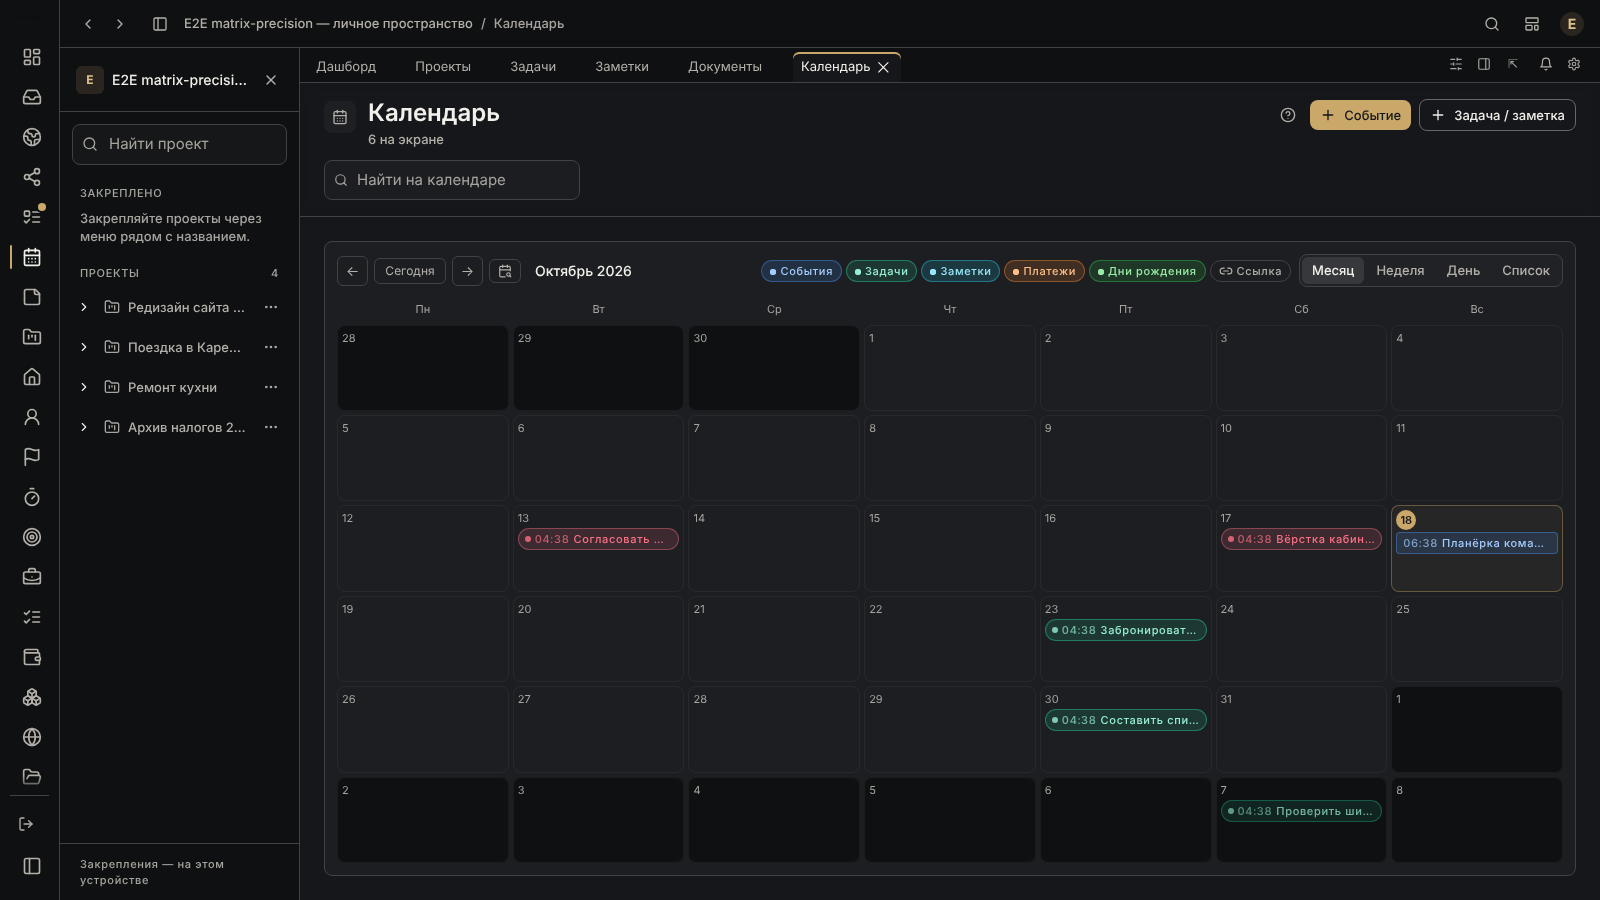 E2E matrix-precision — личное пространство / Календарь
E
E
E2E matrix-precisi...
Найти проект
ЗАКРЕПЛЕНО
Закрепляйте проекты через
меню рядом с названием.
ПРОЕКТЫ 4
Редизайн сайта ...
Поездка в Каре...
Ремонт кухни
Архив налогов 2...
Закрепления — на этом
устройстве
Дашборд Проекты Задачи Заметки Документы Календарь
Календарь
6 на экране
Событие
Задача / заметка
Найти на календаре
Сегодня
Октябрь 2026
События Задачи Заметки Платежи Дни рождения Ссылка
Месяц Неделя День Список
Пн Вт Ср Чт Пт Сб Вс
28 29 30 1 2 3 4
5 6 7 8 9 10 11
12 13 14 15 16 17 18
04:38 Согласовать ...
04:38 Вёрстка кабин...
06:38 Планёрка кома...
19 20 21 22 23 24 25
04:38 Забронироват...
26 27 28 29 30 31 1
04:38 Составить спи...
2 3 4 5 6 7 8
04:38 Проверить ши...